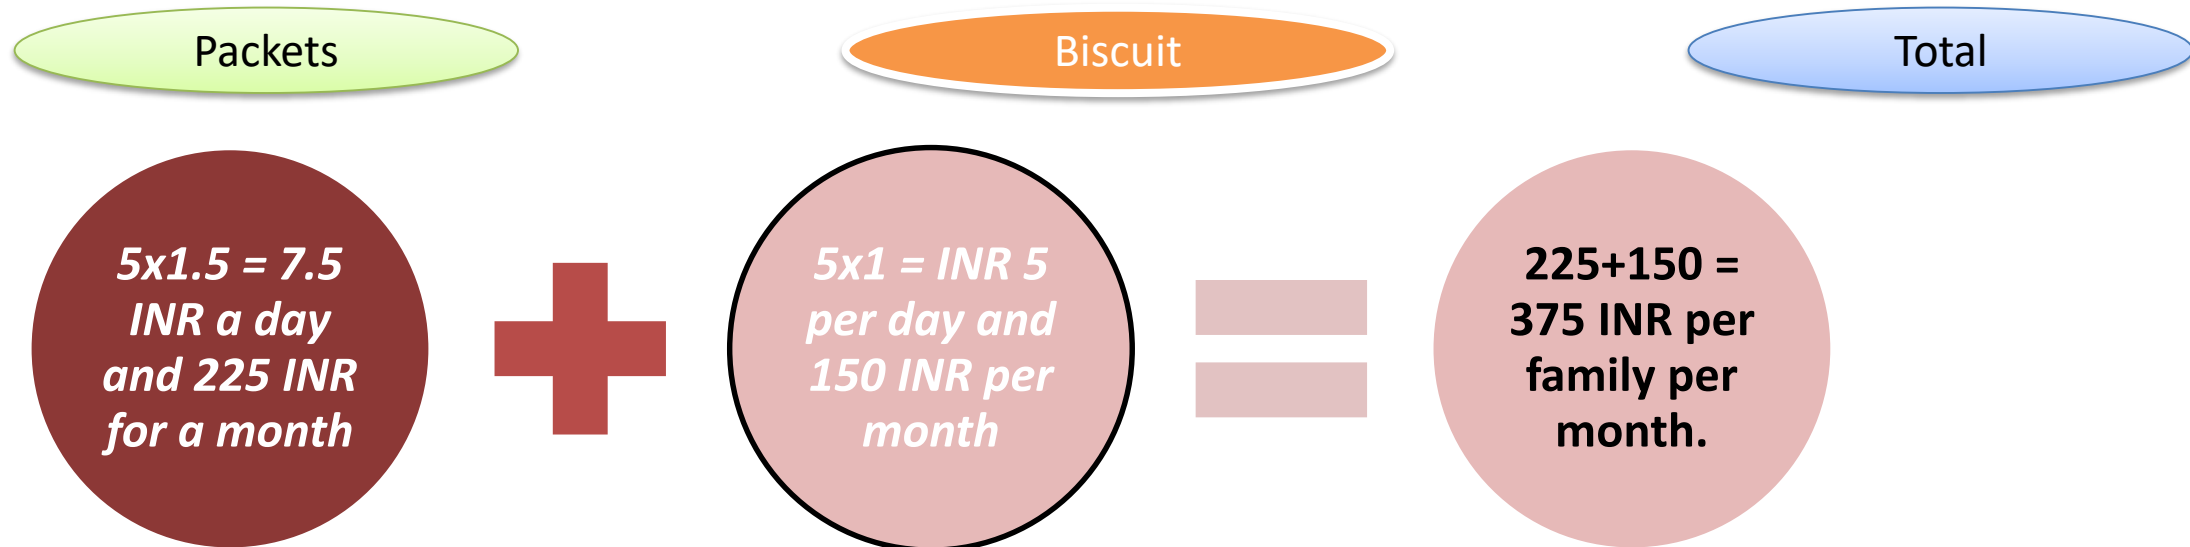 Packets
Biscuit
Total
5x1.5 = 7.5
INR a day
and 225 INR
for a month
5x1 = INR 5
per day and
150 INR per
month
225+150 =
375 INR per
family per
month.